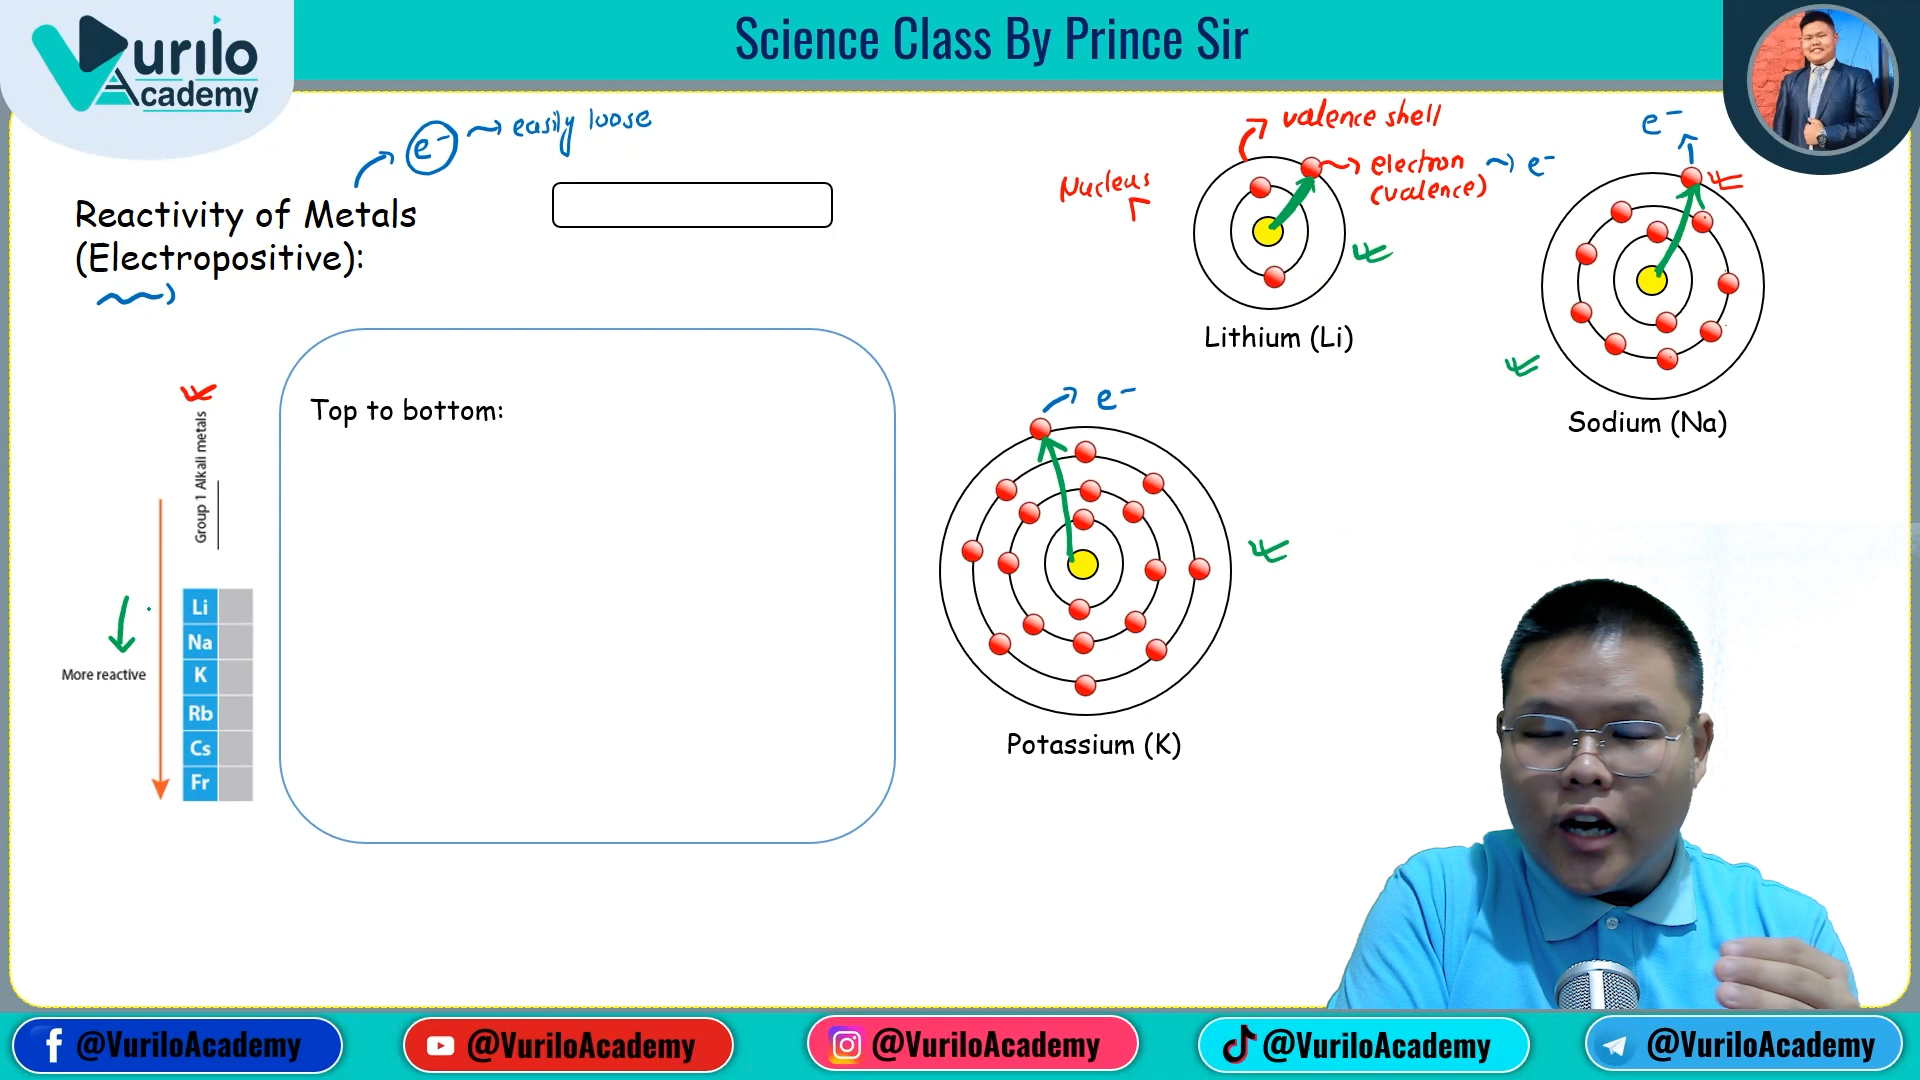 Vurilo
Academy
Science Class By Prince Sir
e⁻ easily loose
Reactivity of Metals
(Electropositive):
Nucleus
valence shell
electron e⁻
(valence)
e⁻
Lithium (Li)
Sodium (Na)
Group 1 Alkali metals
Top to bottom:
e⁻
Li
Na
More reactive
K
Rb
Cs
Fr
Potassium (K)
@VuriloAcademy
@VuriloAcademy
@VuriloAcademy
@VuriloAcademy
@VuriloAcademy